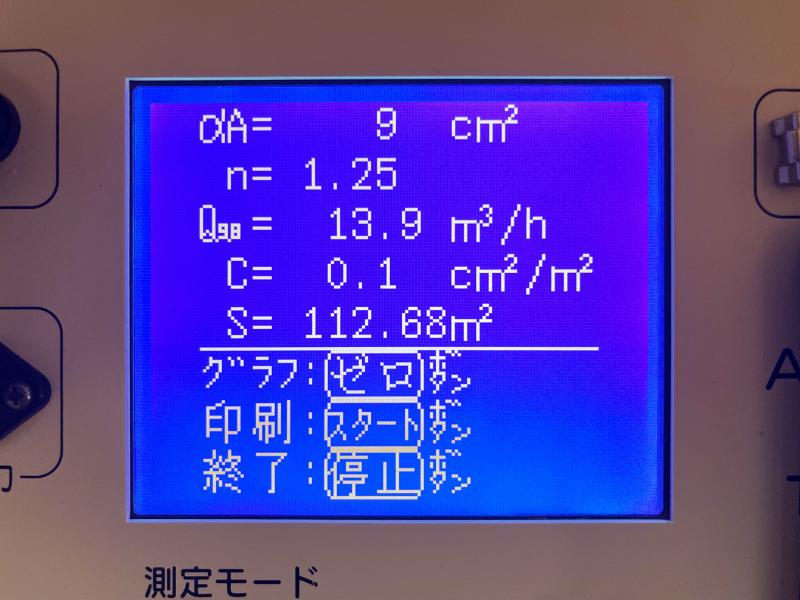 αA= 9 cm²
n= 1.25
Q9.8= 13.9 m³/h
C= 0.1 cm²/m²
S= 112.68m²
グラフ:ゼロボタン
印刷:スタートボタン
終了:停止ボタン
測定モード
A